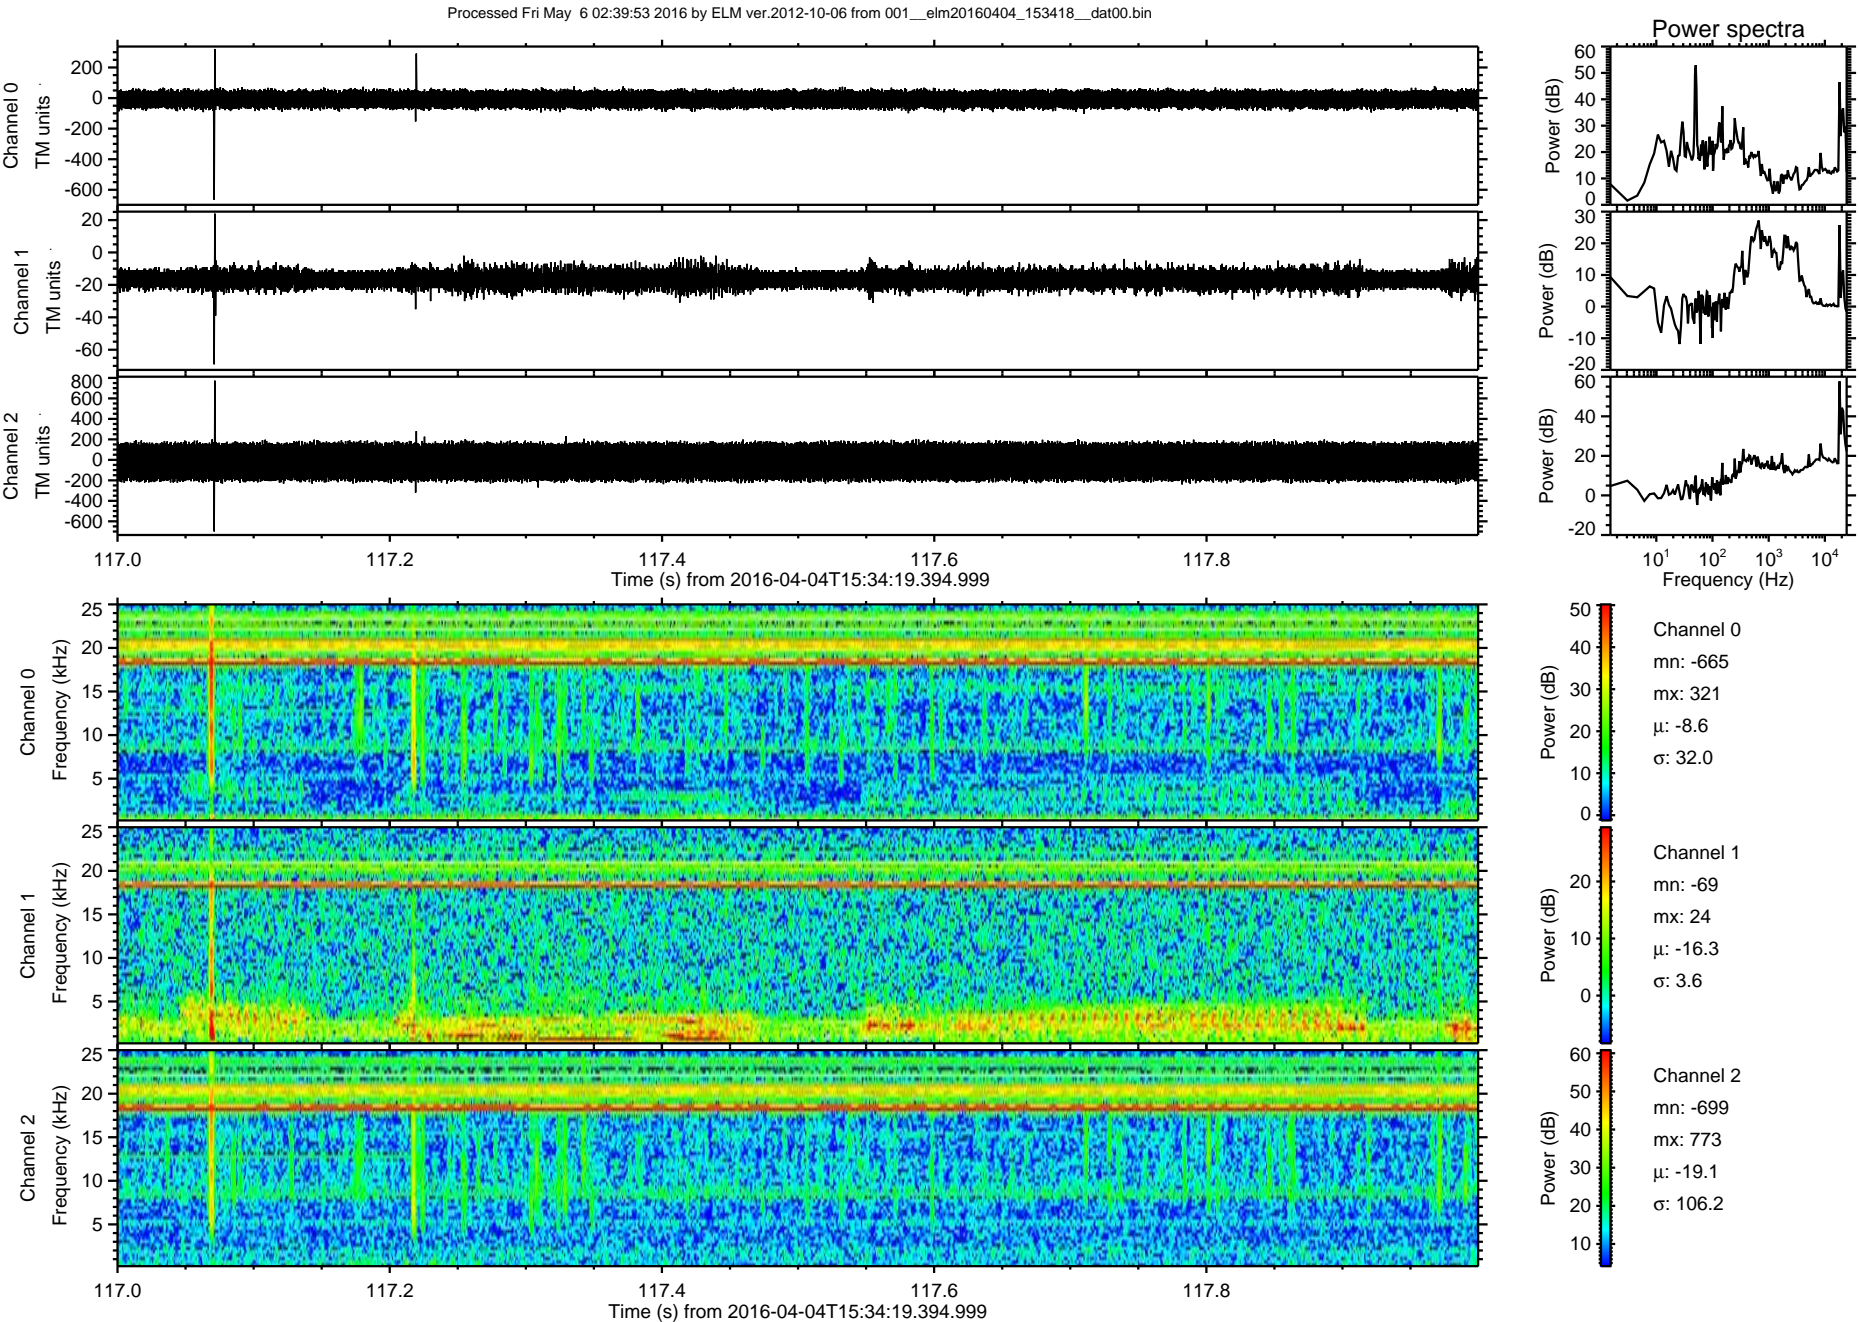 Processed Fri May  6 02:39:53 2016 by ELM ver.2012-10-06 from 001__elm20160404_153418__dat00.bin
Power spectra
Channel 0
TM units
200
0
-200
-400
-600
Power (dB)
60
50
40
30
20
10
0
Channel 1
TM units
20
0
-20
-40
-60
Power (dB)
30
20
10
0
-10
-20
Channel 2
TM units
800
600
400
200
0
-200
-400
-600
Power (dB)
60
40
20
0
-20
117.0 117.2 117.4 117.6 117.8
Time (s) from 2016-04-04T15:34:19.394.999
10¹ 10² 10³ 10⁴
Frequency (Hz)
Channel 0
Frequency (kHz)
25
20
15
10
5
Power (dB)
50
40
30
20
10
0
Channel 0
mn: -665
mx: 321
μ: -8.6
σ: 32.0
Channel 1
Frequency (kHz)
25
20
15
10
5
Power (dB)
20
10
0
Channel 1
mn: -69
mx: 24
μ: -16.3
σ: 3.6
Channel 2
Frequency (kHz)
25
20
15
10
5
Power (dB)
60
50
40
30
20
10
Channel 2
mn: -699
mx: 773
μ: -19.1
σ: 106.2
117.0 117.2 117.4 117.6 117.8
Time (s) from 2016-04-04T15:34:19.394.999